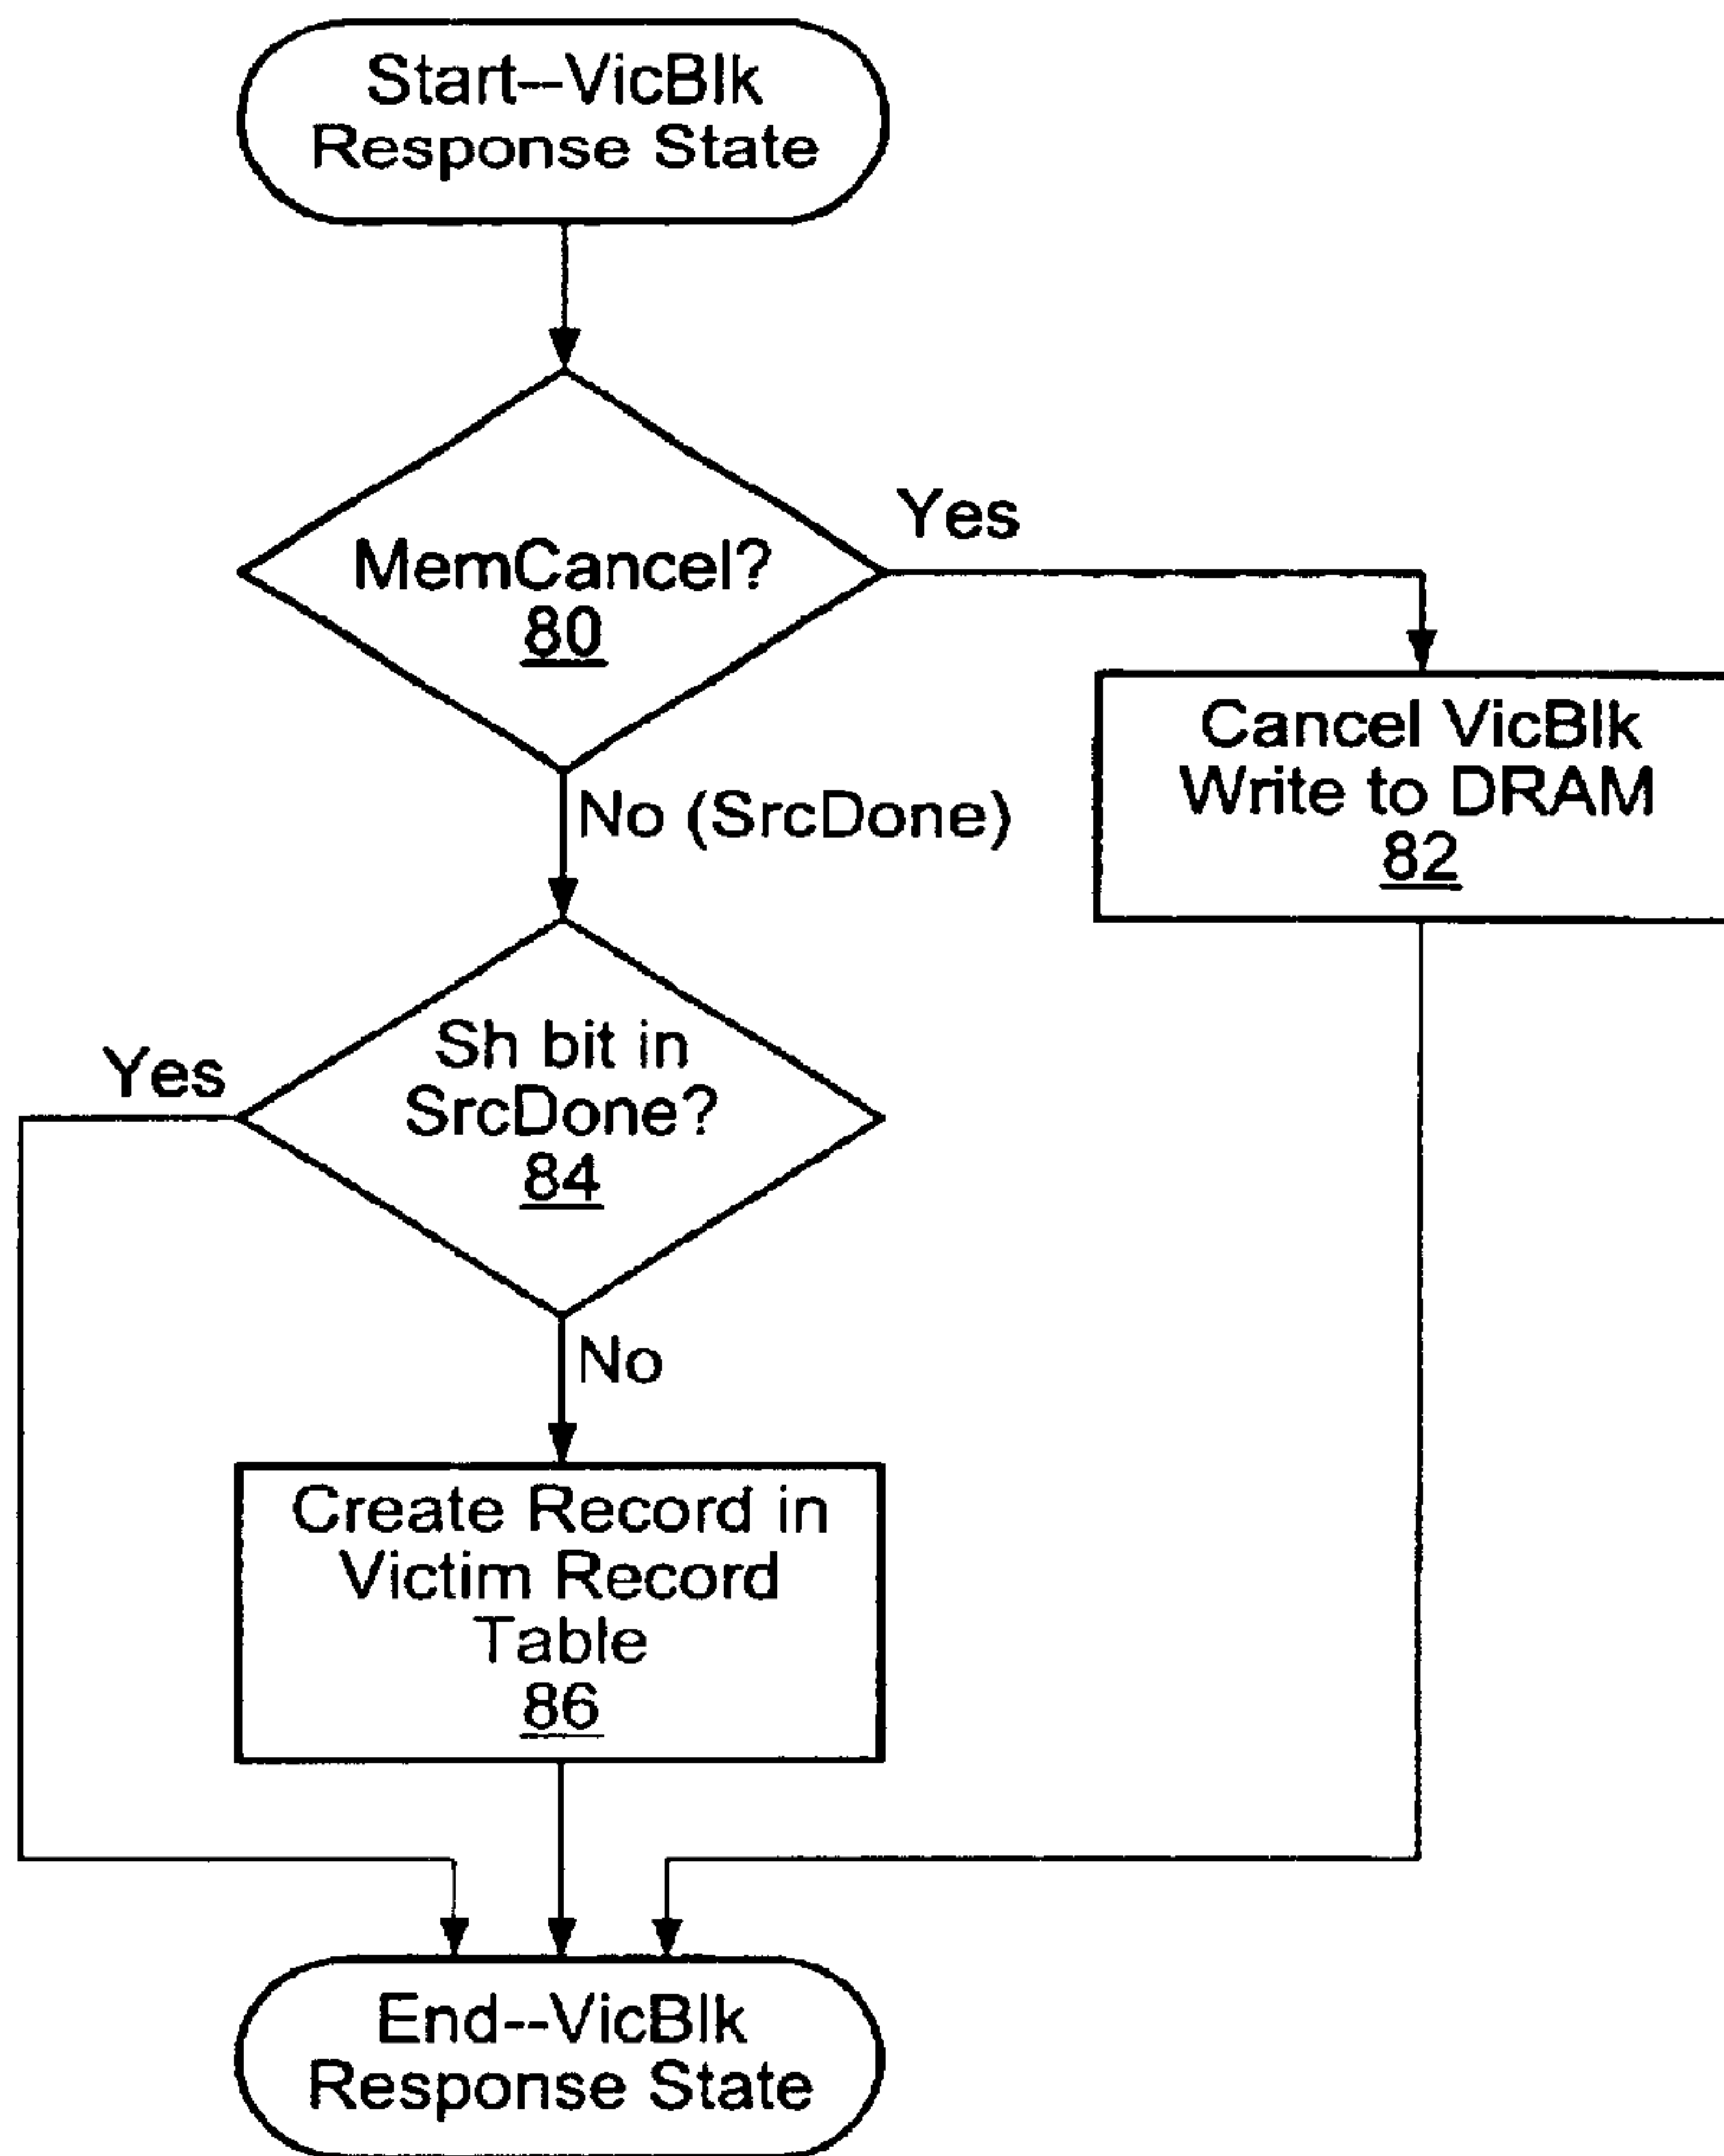 Start--VicBlk
Response State
MemCancel?
80
Yes
Cancel VicBlk
Write to DRAM
82
No (SrcDone)
Sh bit in
SrcDone?
84
Yes
No
Create Record in
Victim Record
Table
86
End--VicBlk
Response State